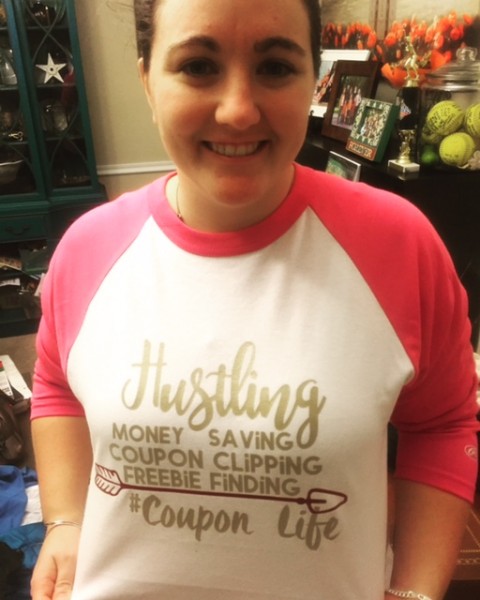 Hustling
MONEY SAViNG
COUPON CLiPPiNG
FREEBiE FiNDiNG
#Coupon Life